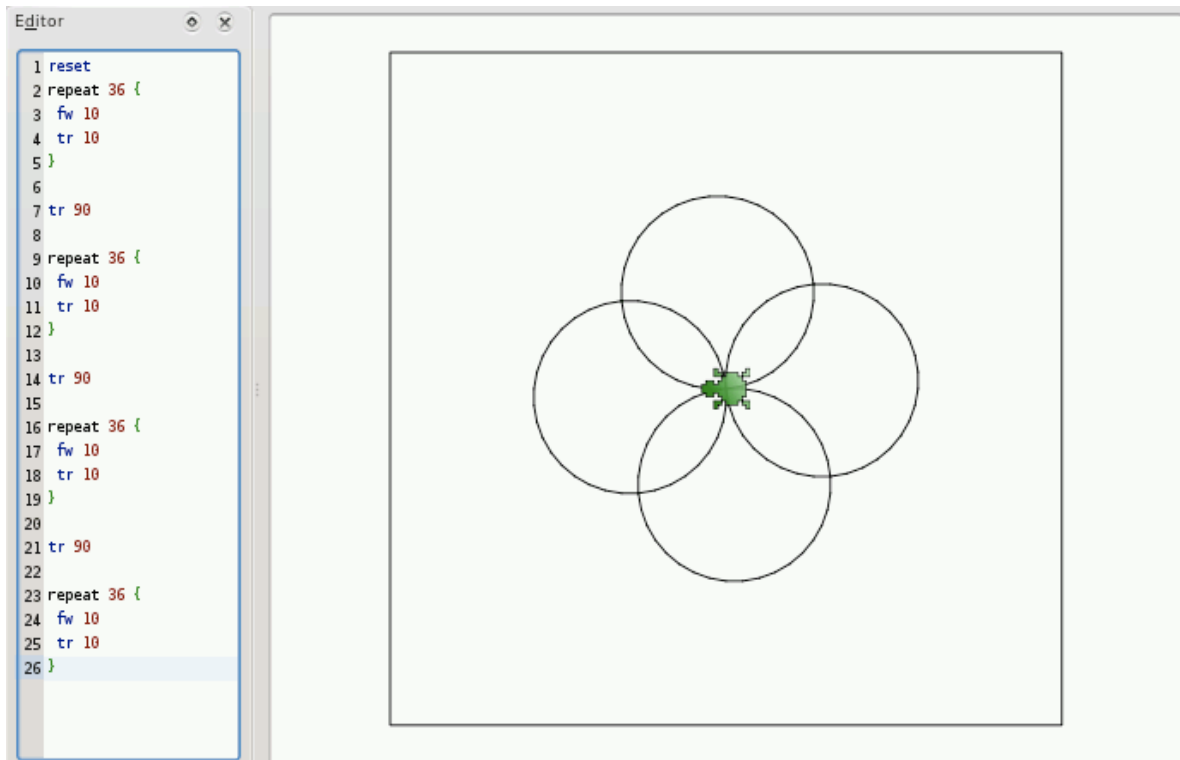 Editor
1 reset
2 repeat 36 {
3 fw 10
4 tr 10
5 }
6
7 tr 90
8
9 repeat 36 {
10 fw 10
11 tr 10
12 }
13
14 tr 90
15
16 repeat 36 {
17 fw 10
18 tr 10
19 }
20
21 tr 90
22
23 repeat 36 {
24 fw 10
25 tr 10
26 }